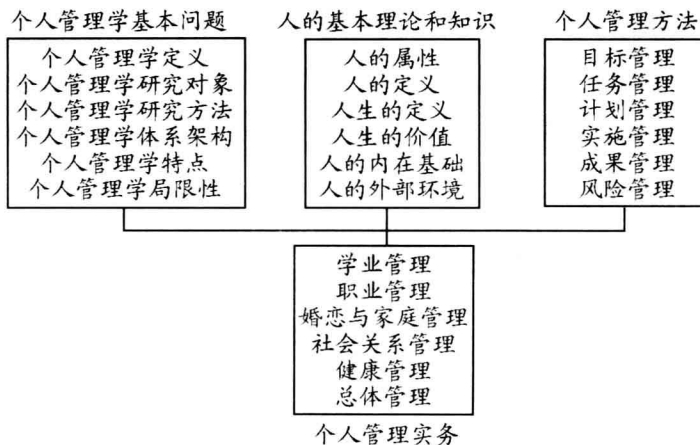 个人管理学基本问题
个人管理学定义
个人管理学研究对象
个人管理学研究方法
个人管理学体系架构
个人管理学特点
个人管理学局限性
人的基本理论和知识
人的属性
人的定义
人生的定义
人生的价值
人的内在基础
人的外部环境
个人管理方法
目标管理
任务管理
计划管理
实施管理
成果管理
风险管理
学业管理
职业管理
婚恋与家庭管理
社会关系管理
健康管理
总体管理
个人管理实务